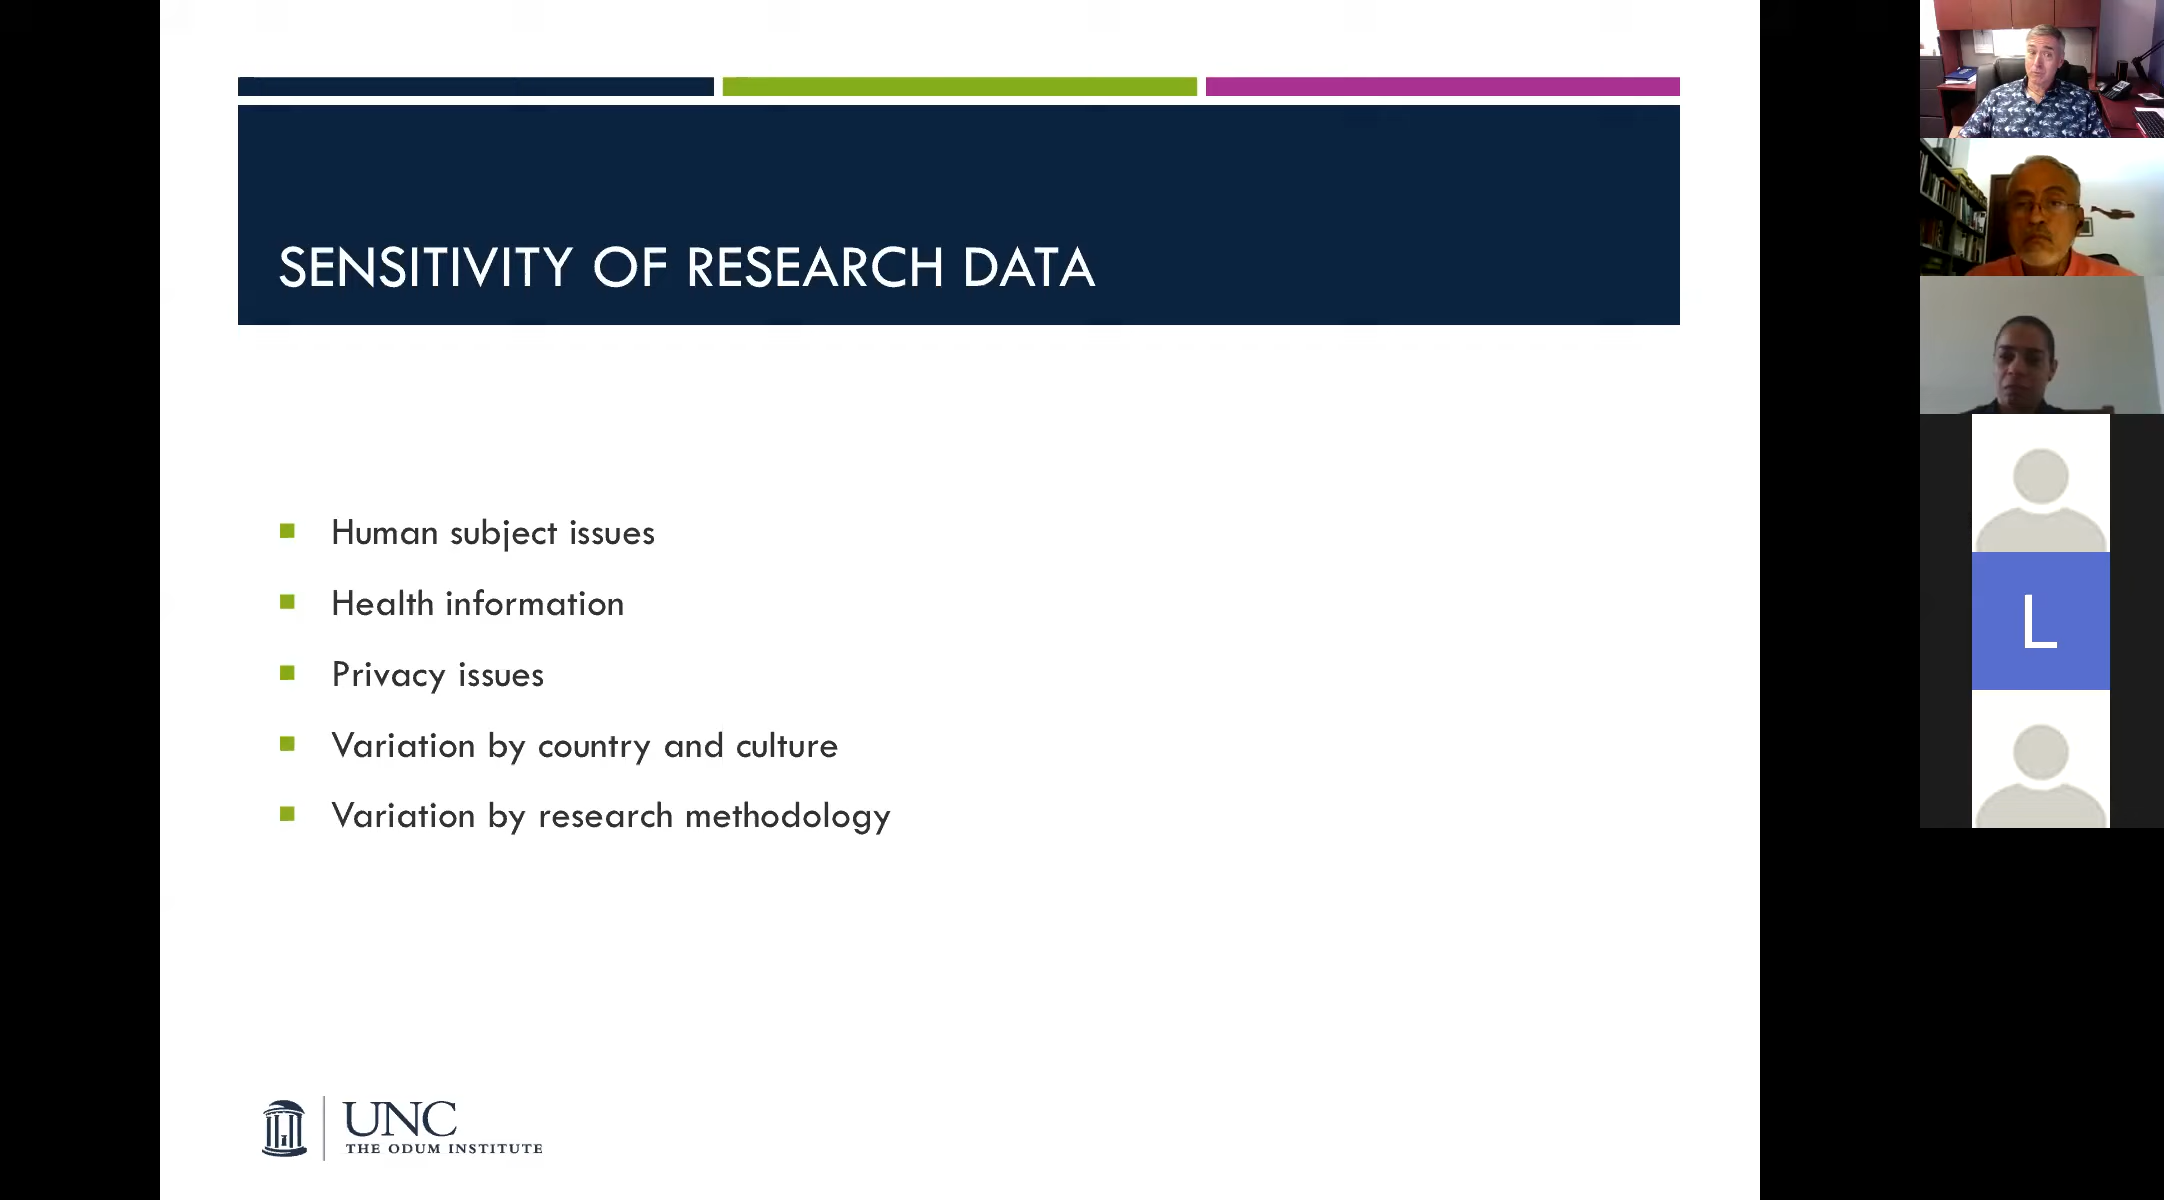 SENSITIVITY OF RESEARCH DATA
Human subject issues
Health information
Privacy issues
Variation by country and culture
Variation by research methodology
UNC
THE ODUM INSTITUTE
L